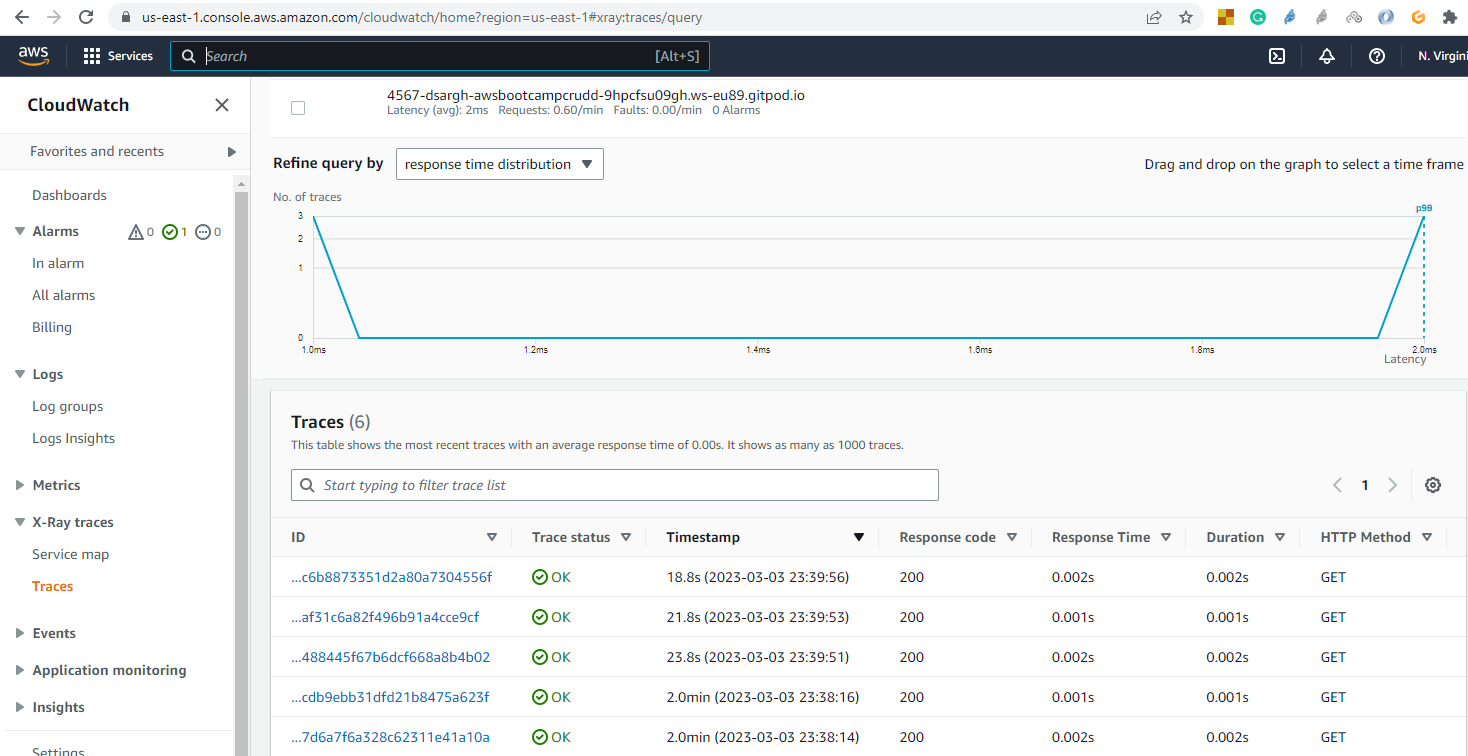 us-east-1.console.aws.amazon.com/cloudwatch/home?region=us-east-1#xray:traces/query
aws
Services
Search
[Alt+S]
N. Virgini
CloudWatch
Favorites and recents
Dashboards
Alarms 0 1 0
In alarm
All alarms
Billing
Logs
Log groups
Logs Insights
Metrics
X-Ray traces
Service map
Traces
Events
Application monitoring
Insights
Settings
4567-dsargh-awsbootcampcrudd-9hpcfsu09gh.ws-eu89.gitpod.io
Latency (avg): 2ms Requests: 0.60/min Faults: 0.00/min 0 Alarms
Refine query by response time distribution
Drag and drop on the graph to select a time frame
No. of traces
p99
3
2
1
0
1.0ms 1.2ms 1.4ms 1.6ms 1.8ms 2.0ms
Latency
Traces (6)
This table shows the most recent traces with an average response time of 0.00s. It shows as many as 1000 traces.
Start typing to filter trace list
1
ID Trace status Timestamp Response code Response Time Duration HTTP Method
...c6b8873351d2a80a7304556f OK 18.8s (2023-03-03 23:39:56) 200 0.002s 0.002s GET
...af31c6a82f496b91a4cce9cf OK 21.8s (2023-03-03 23:39:53) 200 0.001s 0.001s GET
...488445f67b6dcf668a8b4b02 OK 23.8s (2023-03-03 23:39:51) 200 0.002s 0.002s GET
...cdb9ebb31dfd21b8475a623f OK 2.0min (2023-03-03 23:38:16) 200 0.001s 0.001s GET
...7d6a7f6a328c62311e41a10a OK 2.0min (2023-03-03 23:38:14) 200 0.002s 0.002s GET